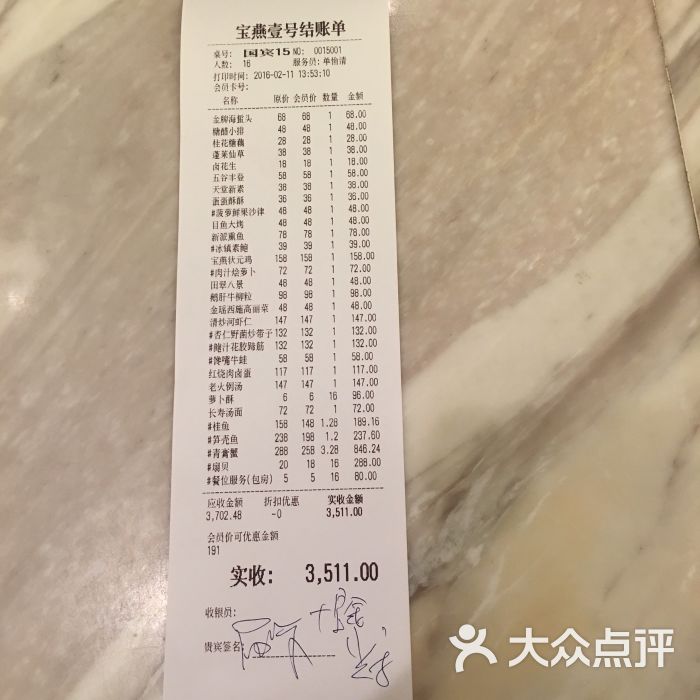 宝燕壹号结账单
桌号: 国宾15 NO: 0015001
人数: 16 服务员: 单怡清
打印时间: 2016-02-11 13:53:10
会员卡号:
名称 原价 会员价 数量 金额
金牌海蜇头 68 68 1 68.00
糖醋小排 48 48 1 48.00
桂花糖藕 28 28 1 28.00
蓬莱仙草 38 38 1 38.00
卤花生 18 18 1 18.00
五谷丰登 58 58 1 58.00
天堂新素 38 38 1 38.00
蛋蛋酥酥 36 36 1 36.00
#菠萝鲜果沙律 48 48 1 48.00
目鱼大烤 48 48 1 48.00
新派熏鱼 78 78 1 78.00
#冰镇素鲍 39 39 1 39.00
宝燕状元鸡 158 158 1 158.00
#肉汁烩萝卜 72 72 1 72.00
田翠八景 48 48 1 48.00
鹅肝牛柳粒 98 98 1 98.00
金瑶西施高丽菜 48 48 1 48.00
清炒河虾仁 147 147 1 147.00
#杏仁野菌炒带子 132 132 1 132.00
#鲍汁花胶蹄筋 132 132 1 132.00
#馋嘴牛蛙 58 58 1 58.00
红烧肉卤蛋 117 117 1 117.00
老火例汤 147 147 1 147.00
萝卜酥 6 6 16 96.00
长寿汤面 72 72 1 72.00
#桂鱼 158 148 1.28 189.16
#笋壳鱼 238 198 1.2 237.60
#青膏蟹 288 258 3.28 846.24
#扇贝 20 18 16 288.00
#餐位服务(包房) 5 5 16 80.00
应收金额 折扣优惠 实收金额
3,702.48 -0 3,511.00
会员价可优惠金额
191
实收: 3,511.00
收银员:
贵宾签名:
大众点评